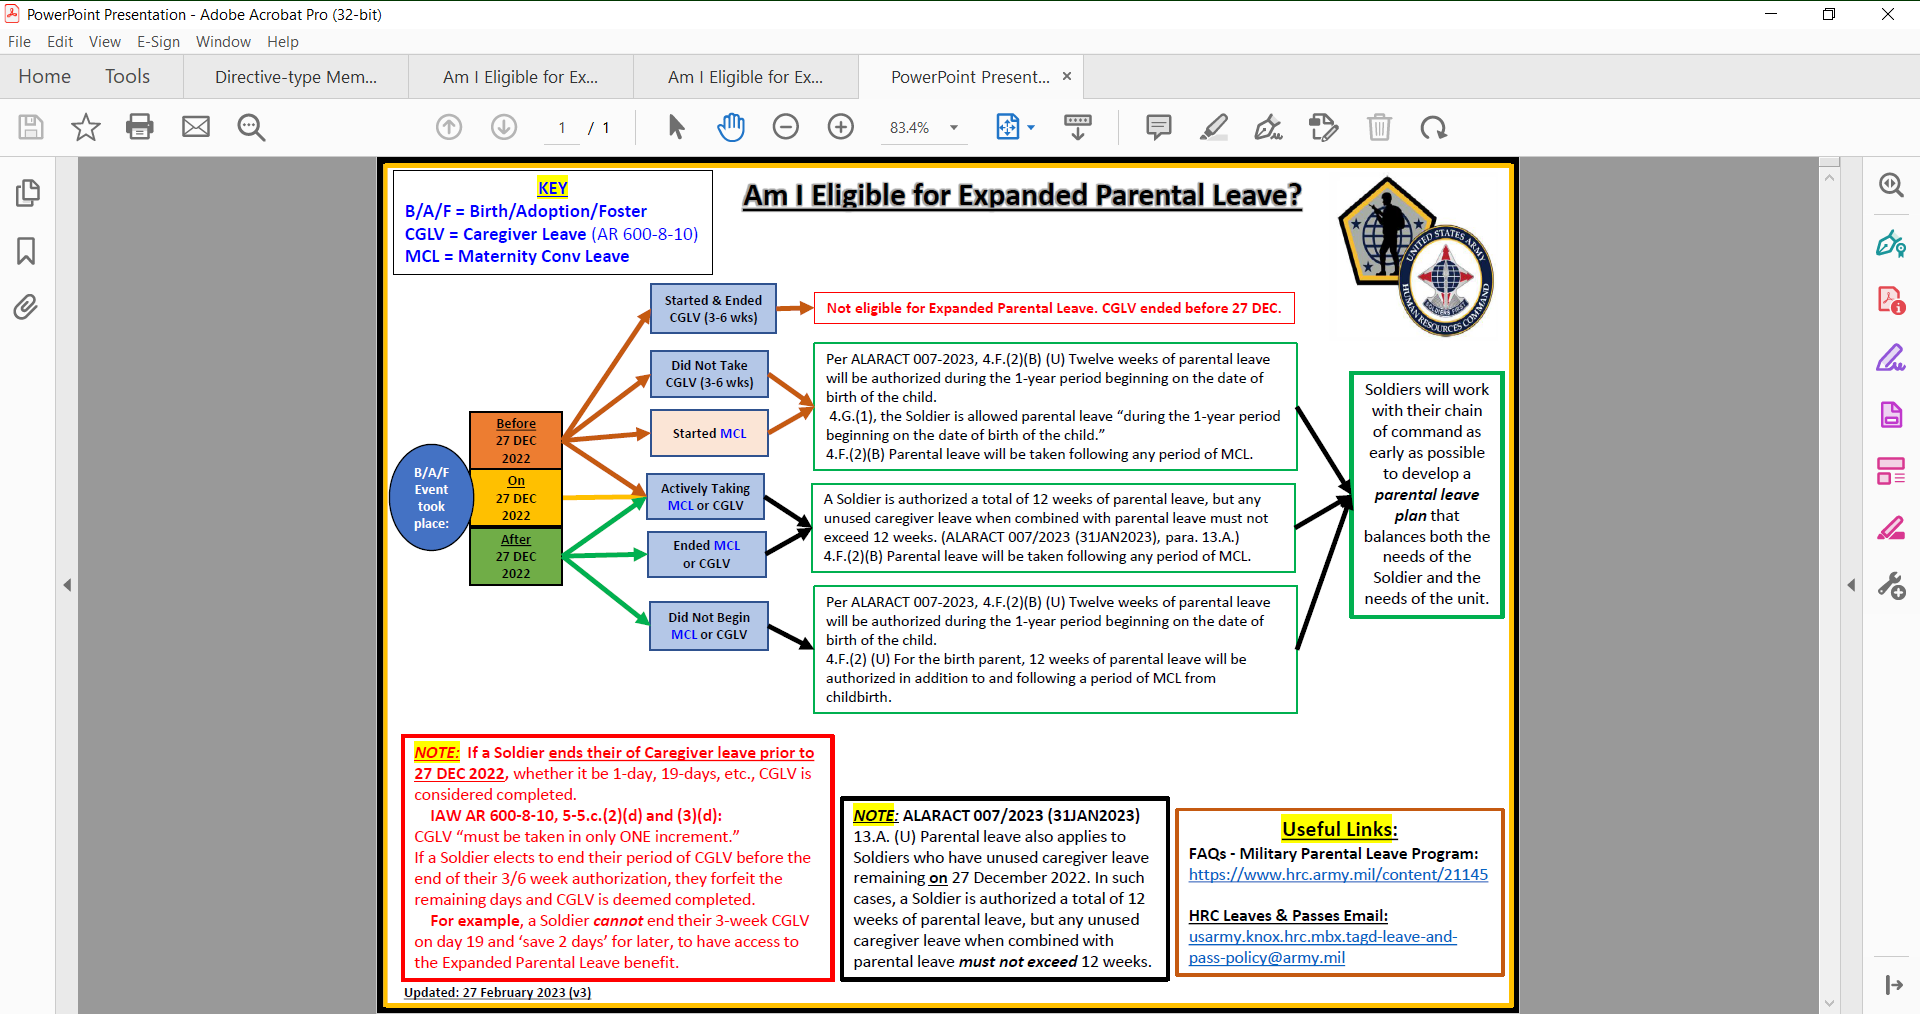 PowerPoint Presentation - Adobe Acrobat Pro (32-bit)
File Edit View E-Sign Window Help
Home Tools Directive-type Mem... Am I Eligible for Ex... Am I Eligible for Ex... PowerPoint Present... ×
1 / 1 83.4%
KEY
B/A/F = Birth/Adoption/Foster
CGLV = Caregiver Leave (AR 600-8-10)
MCL = Maternity Conv Leave
Am I Eligible for Expanded Parental Leave?
UNITED STATES ARMY
SOLDIERS FIRST
HUMAN RESOURCES COMMAND
B/A/F
Event
took
place:
Before
27 DEC
2022
On
27 DEC
2022
After
27 DEC
2022
Started & Ended
CGLV (3-6 wks)
Did Not Take
CGLV (3-6 wks)
Started MCL
Actively Taking
MCL or CGLV
Ended MCL
or CGLV
Did Not Begin
MCL or CGLV
Not eligible for Expanded Parental Leave. CGLV ended before 27 DEC.
Per ALARACT 007-2023, 4.F.(2)(B) (U) Twelve weeks of parental leave
will be authorized during the 1-year period beginning on the date of
birth of the child.
4.G.(1), the Soldier is allowed parental leave “during the 1-year period
beginning on the date of birth of the child.”
4.F.(2)(B) Parental leave will be taken following any period of MCL.
A Soldier is authorized a total of 12 weeks of parental leave, but any
unused caregiver leave when combined with parental leave must not
exceed 12 weeks. (ALARACT 007/2023 (31JAN2023), para. 13.A.)
4.F.(2)(B) Parental leave will be taken following any period of MCL.
Per ALARACT 007-2023, 4.F.(2)(B) (U) Twelve weeks of parental leave
will be authorized during the 1-year period beginning on the date of
birth of the child.
4.F.(2) (U) For the birth parent, 12 weeks of parental leave will be
authorized in addition to and following a period of MCL from
childbirth.
Soldiers will work
with their chain
of command as
early as possible
to develop a
parental leave
plan that
balances both the
needs of the
Soldier and the
needs of the unit.
NOTE: If a Soldier ends their of Caregiver leave prior to
27 DEC 2022, whether it be 1-day, 19-days, etc., CGLV is
considered completed.
IAW AR 600-8-10, 5-5.c.(2)(d) and (3)(d):
CGLV “must be taken in only ONE increment.”
If a Soldier elects to end their period of CGLV before the
end of their 3/6 week authorization, they forfeit the
remaining days and CGLV is deemed completed.
For example, a Soldier cannot end their 3-week CGLV
on day 19 and ‘save 2 days’ for later, to have access to
the Expanded Parental Leave benefit.
NOTE: ALARACT 007/2023 (31JAN2023)
13.A. (U) Parental leave also applies to
Soldiers who have unused caregiver leave
remaining on 27 December 2022. In such
cases, a Soldier is authorized a total of 12
weeks of parental leave, but any unused
caregiver leave when combined with
parental leave must not exceed 12 weeks.
Useful Links:
FAQs - Military Parental Leave Program:
https://www.hrc.army.mil/content/21145
HRC Leaves & Passes Email:
usarmy.knox.hrc.mbx.tagd-leave-and-
pass-policy@army.mil
Updated: 27 February 2023 (v3)